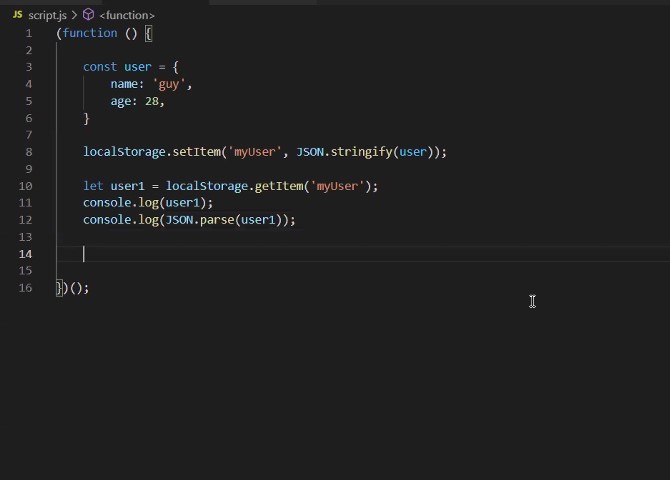 JS script.js > <function>
1 (function () {
2
3 const user = {
4 name: 'guy',
5 age: 28,
6 }
7
8 localStorage.setItem('myUser', JSON.stringify(user));
9
10 let user1 = localStorage.getItem('myUser');
11 console.log(user1);
12 console.log(JSON.parse(user1));
13
14
15
16 })();